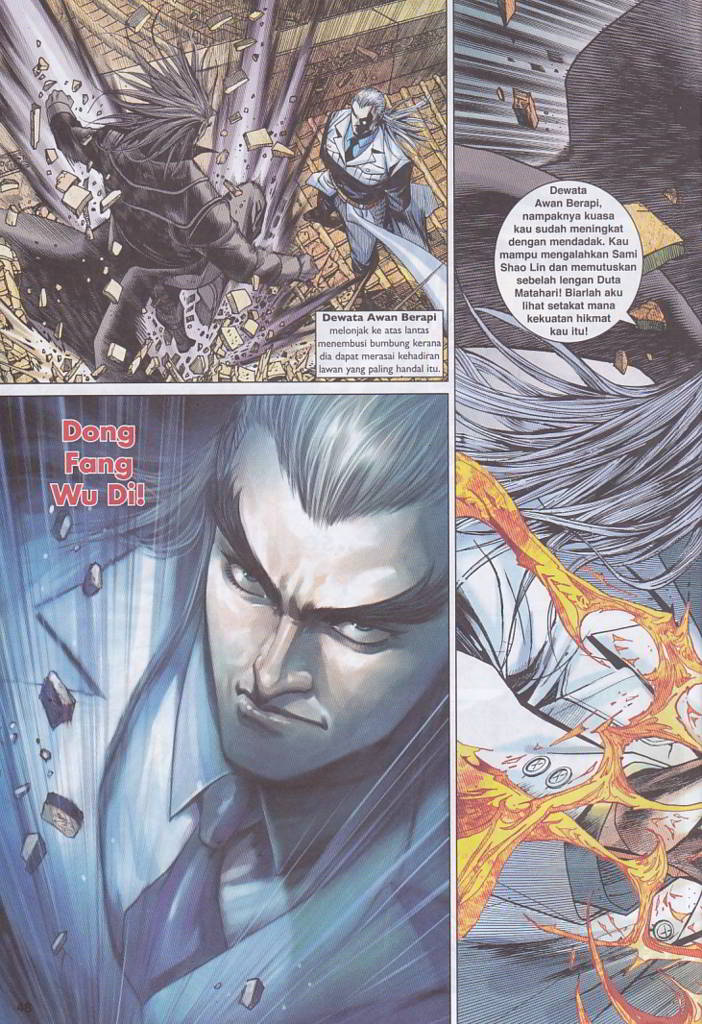 Dewata Awan Berapi
melonjak ke atas lantas
menembusi bumbung kerana
dia dapat merasai kehadiran
lawan yang paling handal itu.
Dong
Fang
Wu Di!
Dewata
Awan Berapi,
nampaknya kuasa
kau sudah meningkat
dengan mendadak. Kau
mampu mengalahkan Sami
Shao Lin dan memutuskan
sebelah lengan Duta
Matahari! Biarlah aku
lihat setakat mana
kekuatan hikmat
kau itu!
46